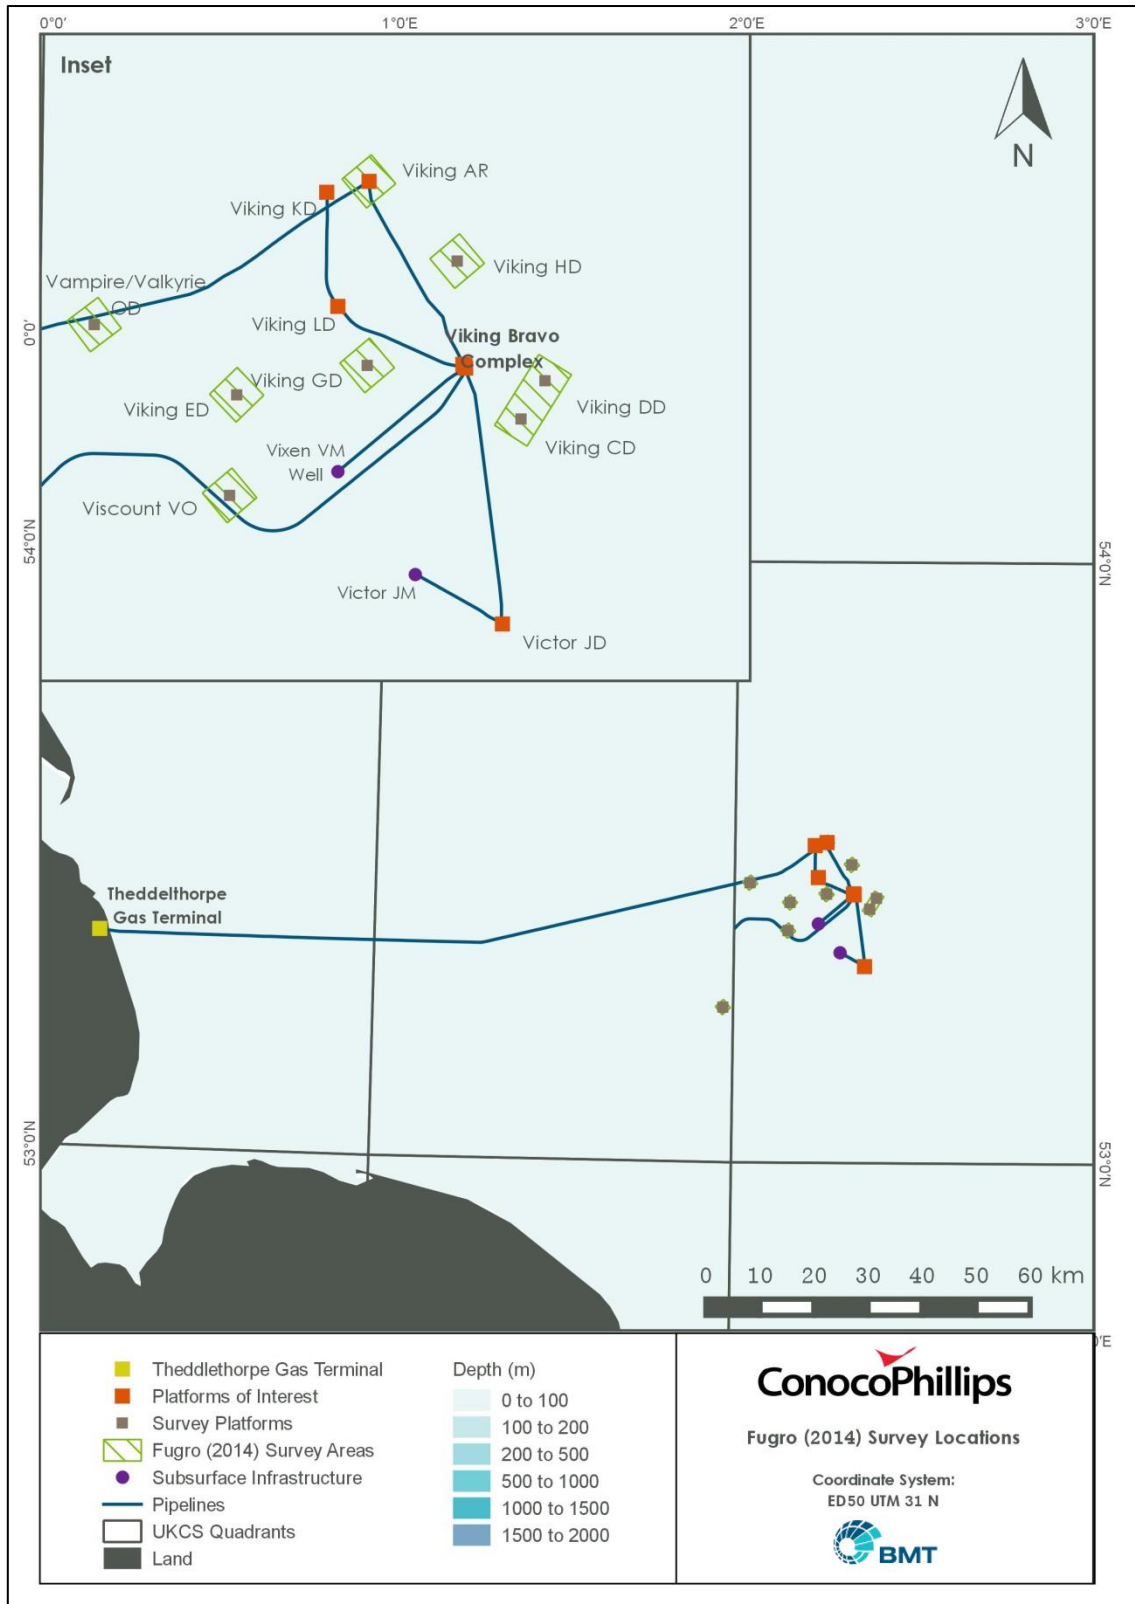 0°0'
1°0'E
2°0'E
3°0'E
Inset
N
Viking AR
Viking KD
Viking HD
Vampire/Valkyrie
OD
Viking LD
Viking Bravo
Complex
0°0'
Viking GD
Viking ED
Viking DD
Viking CD
Vixen VM
Well
Viscount VO
54°0'N
54°0'N
Victor JM
Victor JD
Theddelthorpe
Gas Terminal
53°0'N
53°0'N
0 10 20 30 40 60 km
0'E
Theddlethorpe Gas Terminal
Platforms of Interest
Survey Platforms
Fugro (2014) Survey Areas
Subsurface Infrastructure
Pipelines
UKCS Quadrants
Land
Depth (m)
0 to 100
100 to 200
200 to 500
500 to 1000
1000 to 1500
1500 to 2000
ConocoPhillips
Fugro (2014) Survey Locations
Coordinate System:
ED50 UTM 31 N
BMT